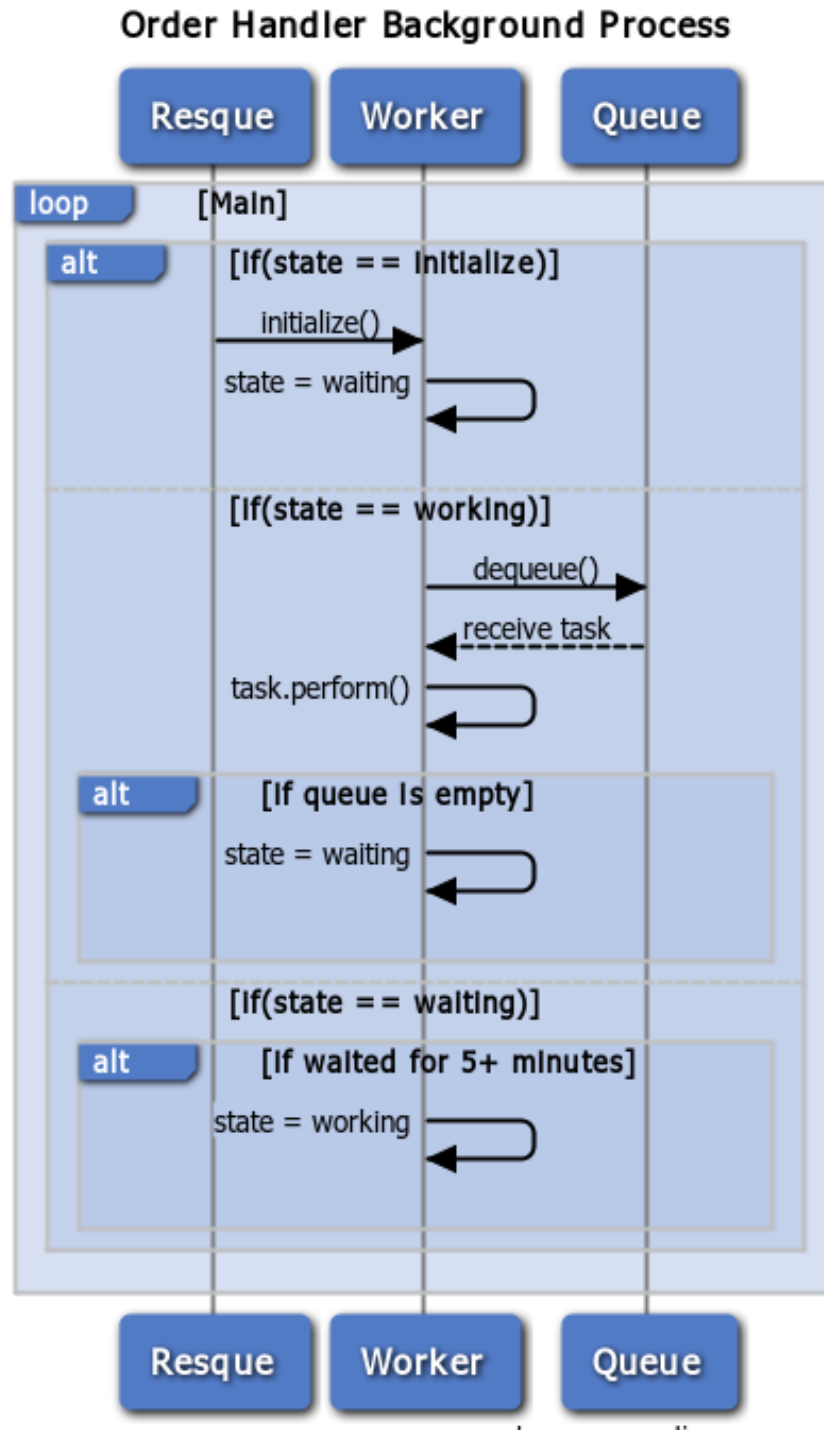 Order Handler Background Process
Resque Worker Queue
loop [Main]
alt [if(state == initialize)]
initialize()
state = waiting
[if(state == working)]
dequeue()
receive task
task.perform()
alt [if queue is empty]
state = waiting
[if(state == waiting)]
alt [if waited for 5+ minutes]
state = working
Resque Worker Queue